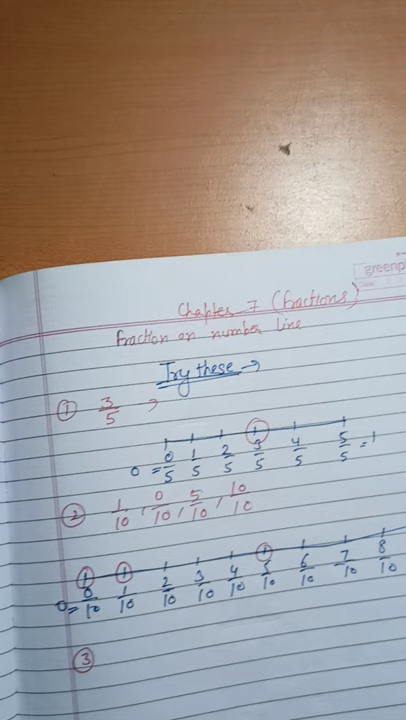 greenp
Chapter 7 (fractions)
fraction on number line
Try these →
① 3/5 →
0 = 0/5 1/5 2/5 3/5 4/5 5/5 = 1
② 1/10, 0/10, 5/10, 10/10
0 = 0/10 1/10 2/10 3/10 4/10 5/10 6/10 7/10 8/10
③